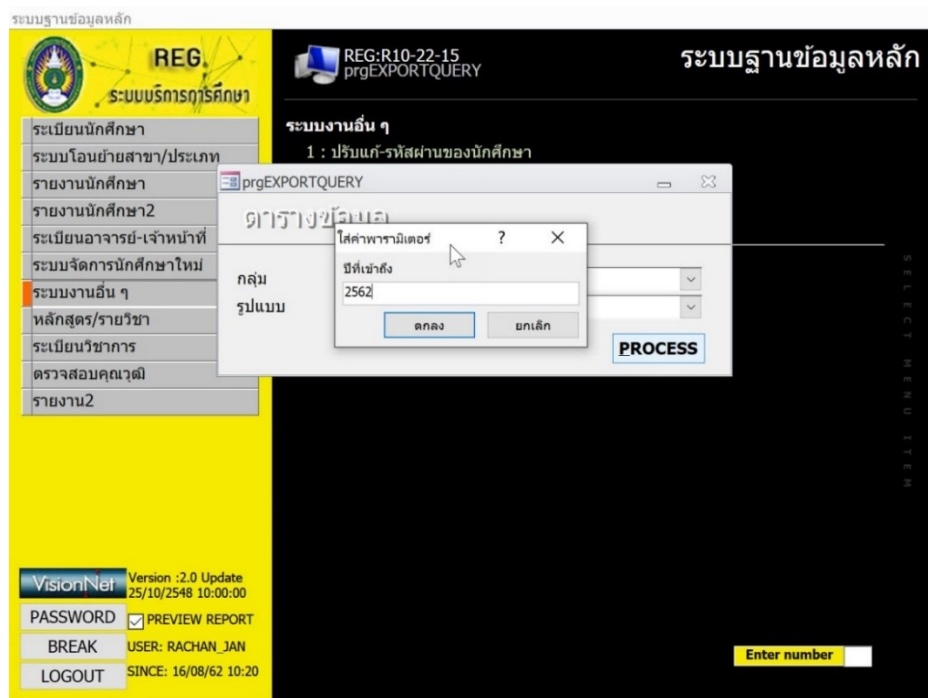 ระบบฐานข้อมูลหลัก
REG
ระบบบริการการศึกษา
REG:R10-22-15
prgEXPORTQUERY
ระบบฐานข้อมูลหลัก
ระเบียนนักศึกษา
ระบบโอนย้ายสาขา/ประเภท
รายงานนักศึกษา
รายงานนักศึกษา2
ระเบียนอาจารย์-เจ้าหน้าที่
ระบบจัดการนักศึกษาใหม่
ระบบงานอื่น ๆ
หลักสูตร/รายวิชา
ระเบียนวิชาการ
ตรวจสอบคุณวุฒิ
รายงาน2
ระบบงานอื่น ๆ
1 : ปรับแก้-รหัสผ่านของนักศึกษา
prgEXPORTQUERY
ตารางข้อมูล
กลุ่ม
รูปแบบ
PROCESS
ใส่ค่าพารามิเตอร์ ? X
ปีที่เข้าถึง
2562
ตกลง ยกเลิก
SELECT MENU ITEM
VisionNet
Version :2.0 Update
25/10/2548 10:00:00
PASSWORD
PREVIEW REPORT
BREAK
USER: RACHAN_JAN
LOGOUT
SINCE: 16/08/62 10:20
Enter number